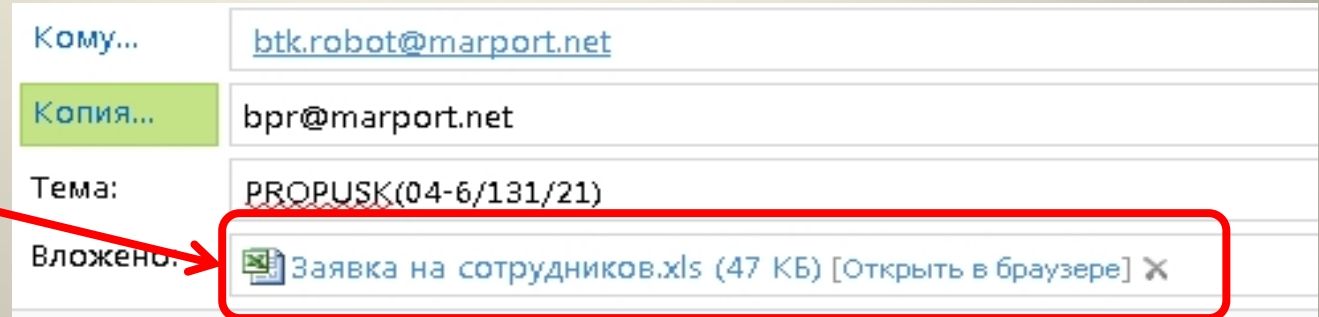 Кому... btk.robot@marport.net
Копия... bpr@marport.net
Тема: PROPUSK(04-6/131/21)
Вложено: Заявка на сотрудников.xls (47 КБ) [Открыть в браузере]